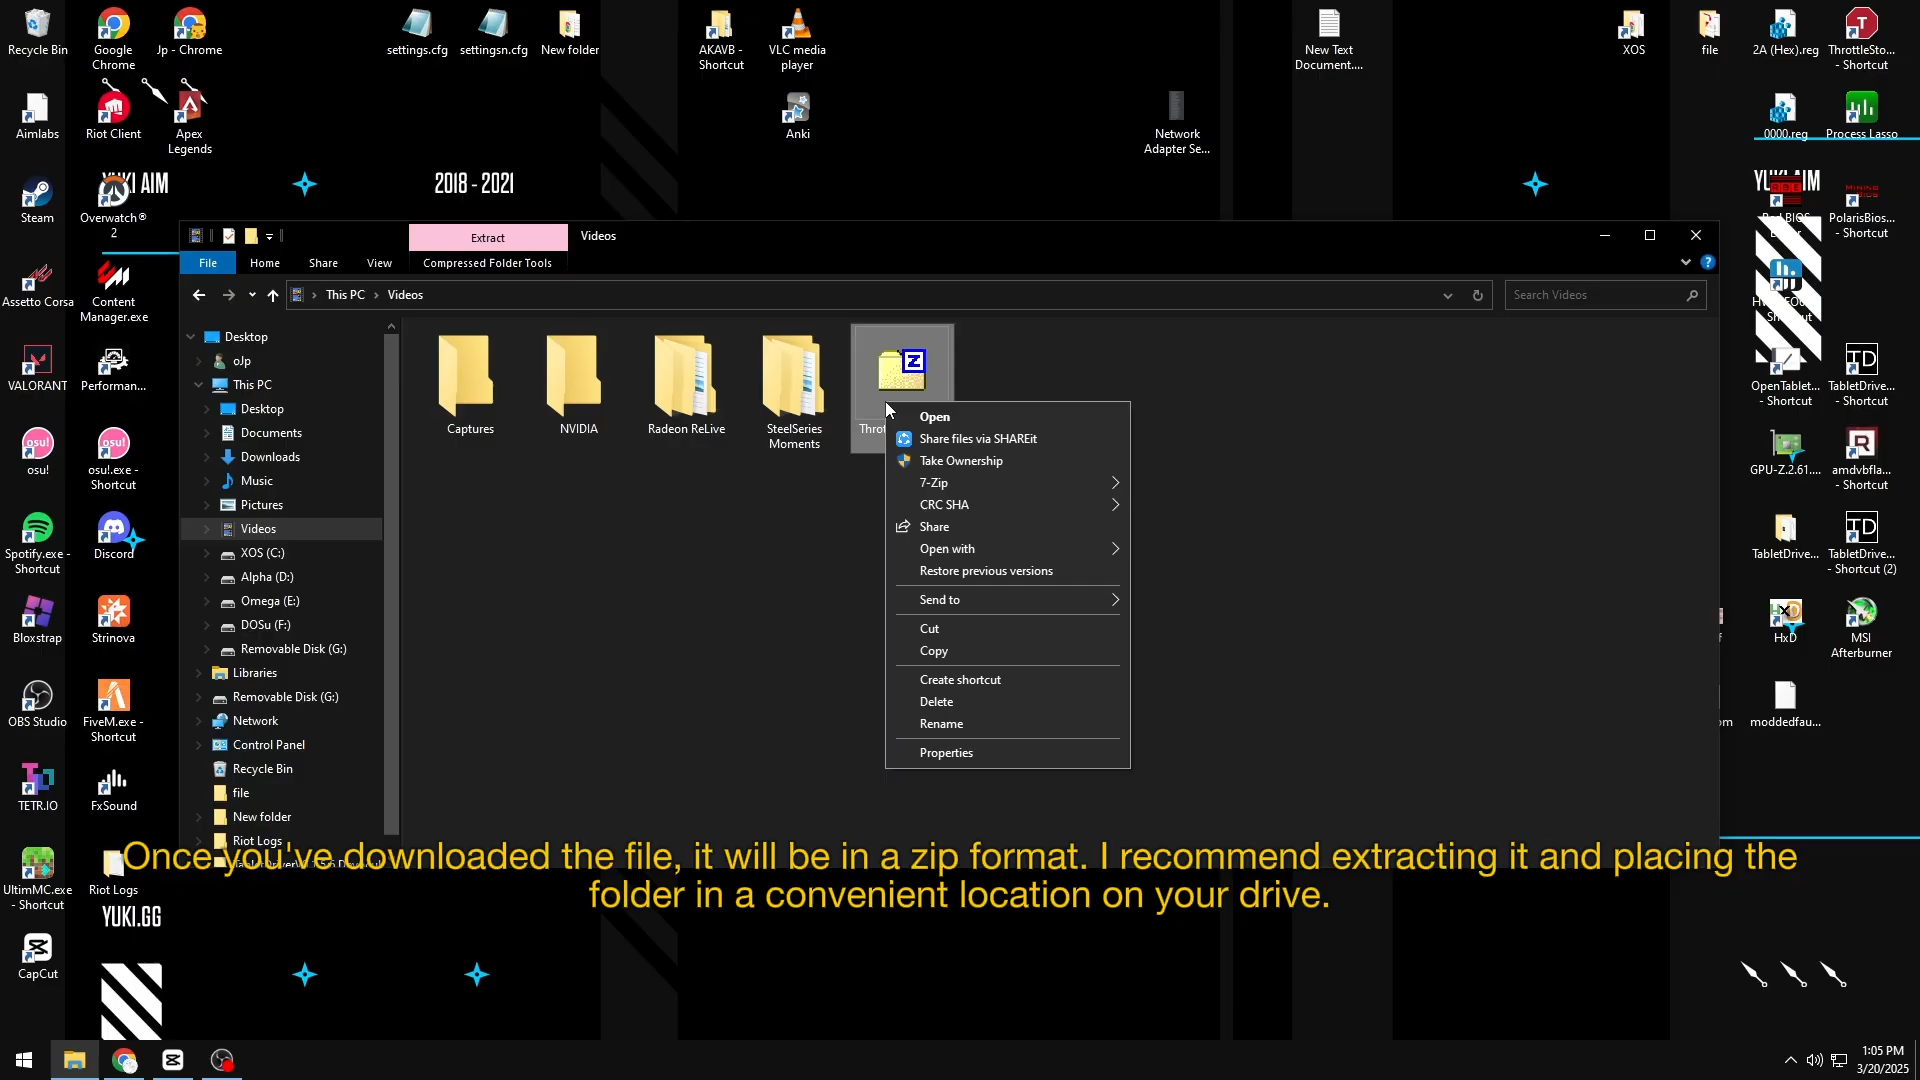 Recycle Bin
Google
Chrome
Jp - Chrome
settings.cfg
settingsn.cfg
New folder
AKAVB -
Shortcut
VLC media
player
New Text
Document....
XOS
file
2A (Hex).reg
ThrottleSto...
- Shortcut
Aimlabs
Riot Client
Apex
Legends
Anki
Network
Adapter Se...
0000.reg
Process Lasso
YUKI AIM
2018 - 2021
YUKI AIM
Steam
Overwatch®
2
PolarisBios...
- Shortcut
Extract
Videos
File
Home
Share
View
Compressed Folder Tools
This PC
Videos
Search Videos
Assetto Corsa
Content
Manager.exe
VALORANT
Performan...
OpenTablet...
- Shortcut
TabletDrive...
- Shortcut
osu!
osu!.exe -
Shortcut
GPU-Z.2.61....
amdvbfla...
- Shortcut
Spotify.exe -
Shortcut
Discord
TabletDrive...
TabletDrive...
- Shortcut (2)
Bloxstrap
Strinova
HxD
MSI
Afterburner
OBS Studio
FiveM.exe -
Shortcut
moddedfau...
TETR.IO
FxSound
UltimMC.exe
- Shortcut
Riot Logs
YUKI.GG
CapCut
Desktop
oJp
This PC
Desktop
Documents
Downloads
Music
Pictures
Videos
XOS (C:)
Alpha (D:)
Omega (E:)
DOSu (F:)
Removable Disk (G:)
Libraries
Removable Disk (G:)
Network
Control Panel
Recycle Bin
file
New folder
Riot Logs
Captures
NVIDIA
Radeon ReLive
SteelSeries
Moments
Open
Share files via SHAREit
Take Ownership
7-Zip
CRC SHA
Share
Open with
Restore previous versions
Send to
Cut
Copy
Create shortcut
Delete
Rename
Properties
Once you've downloaded the file, it will be in a zip format. I recommend extracting it and placing the
folder in a convenient location on your drive.
1:05 PM
3/20/2025